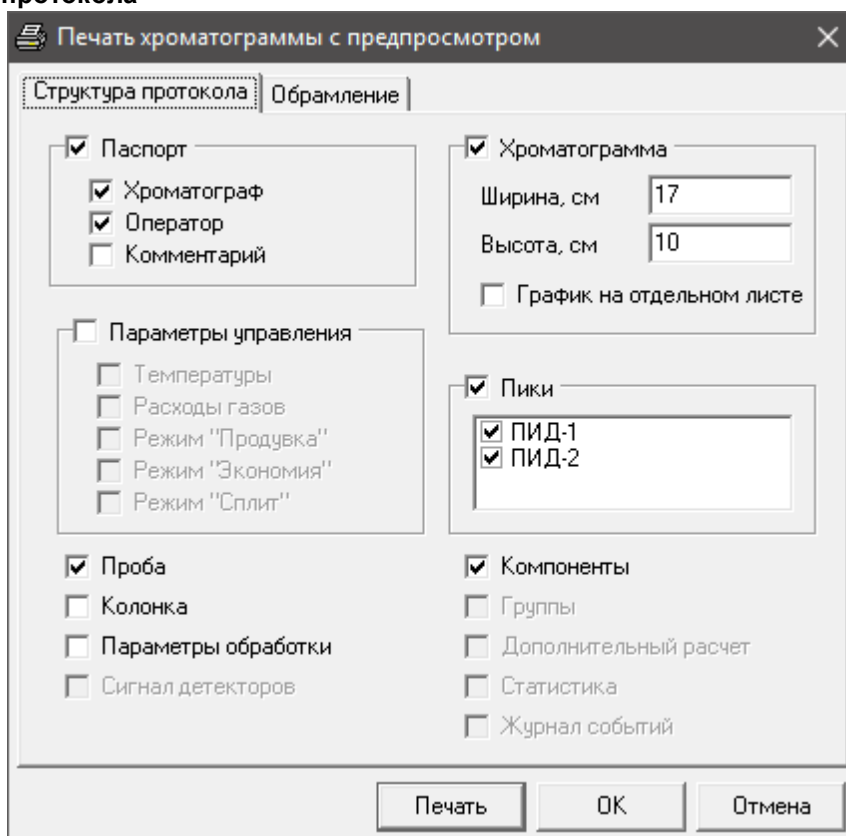 протокола
Печать хроматограммы с предпросмотром
Структура протокола
Обрамление
Паспорт
Хроматограф
Оператор
Комментарий
Параметры управления
Температуры
Расходы газов
Режим "Продувка"
Режим "Экономия"
Режим "Сплит"
Проба
Колонка
Параметры обработки
Сигнал детекторов
Хроматограмма
Ширина, см 17
Высота, см 10
График на отдельном листе
Пики
ПИД-1
ПИД-2
Компоненты
Группы
Дополнительный расчет
Статистика
Журнал событий
Печать
OK
Отмена